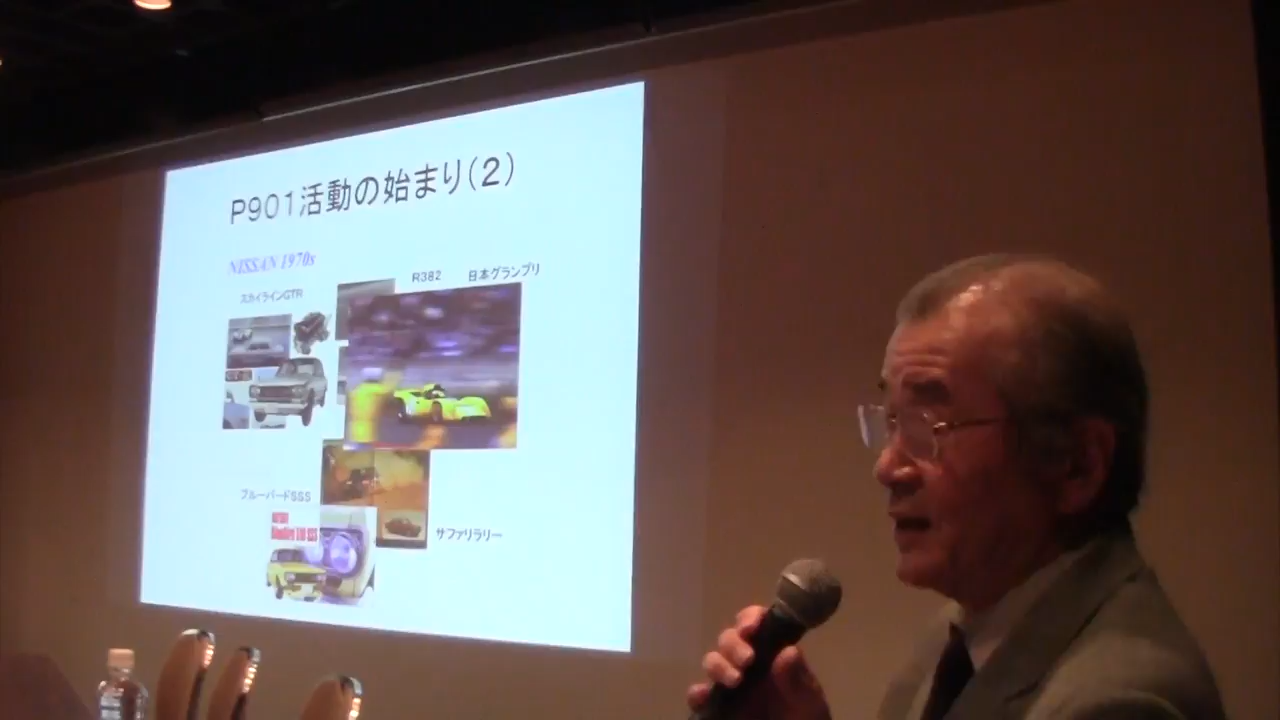 P901活動の始まり(2)
NISSAN 1970s
スカイラインGTR
R382 日本グランプリ
ブルーバードSSS
サファリラリー